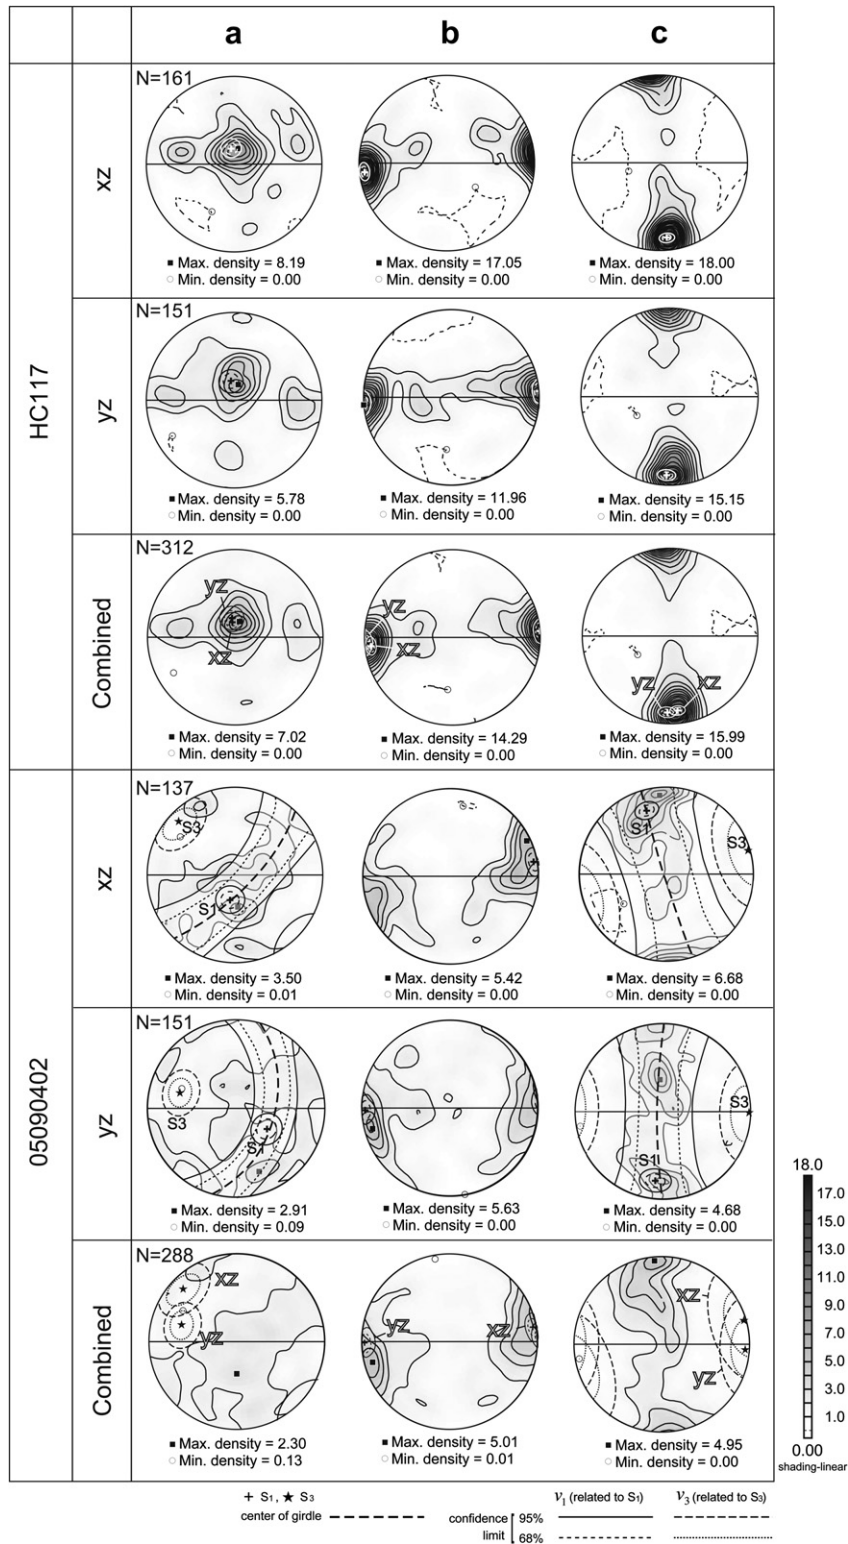 a b c
HC117
xz
N=161
■ Max. density = 8.19
○ Min. density = 0.00
■ Max. density = 17.05
○ Min. density = 0.00
■ Max. density = 18.00
○ Min. density = 0.00
yz
N=151
■ Max. density = 5.78
○ Min. density = 0.00
■ Max. density = 11.96
○ Min. density = 0.00
■ Max. density = 15.15
○ Min. density = 0.00
Combined
N=312
yz
xz
■ Max. density = 7.02
○ Min. density = 0.00
yz
xz
■ Max. density = 14.29
○ Min. density = 0.00
yz xz
■ Max. density = 15.99
○ Min. density = 0.00
05090402
xz
N=137
S3
S1
■ Max. density = 3.50
○ Min. density = 0.01
■ Max. density = 5.42
○ Min. density = 0.00
S1
S3
■ Max. density = 6.68
○ Min. density = 0.00
yz
N=151
S3
S1
■ Max. density = 2.91
○ Min. density = 0.09
■ Max. density = 5.63
○ Min. density = 0.00
S3
S1
■ Max. density = 4.68
○ Min. density = 0.00
Combined
N=288
xz
yz
■ Max. density = 2.30
○ Min. density = 0.13
yz xz
■ Max. density = 5.01
○ Min. density = 0.01
xz
yz
■ Max. density = 4.95
○ Min. density = 0.00
18.0
17.0
15.0
13.0
11.0
9.0
7.0
5.0
3.0
1.0
0.00
shading-linear
+ S1, ★ S3
center of girdle
v1 (related to S1) v3 (related to S3)
confidence limit
95%
68%